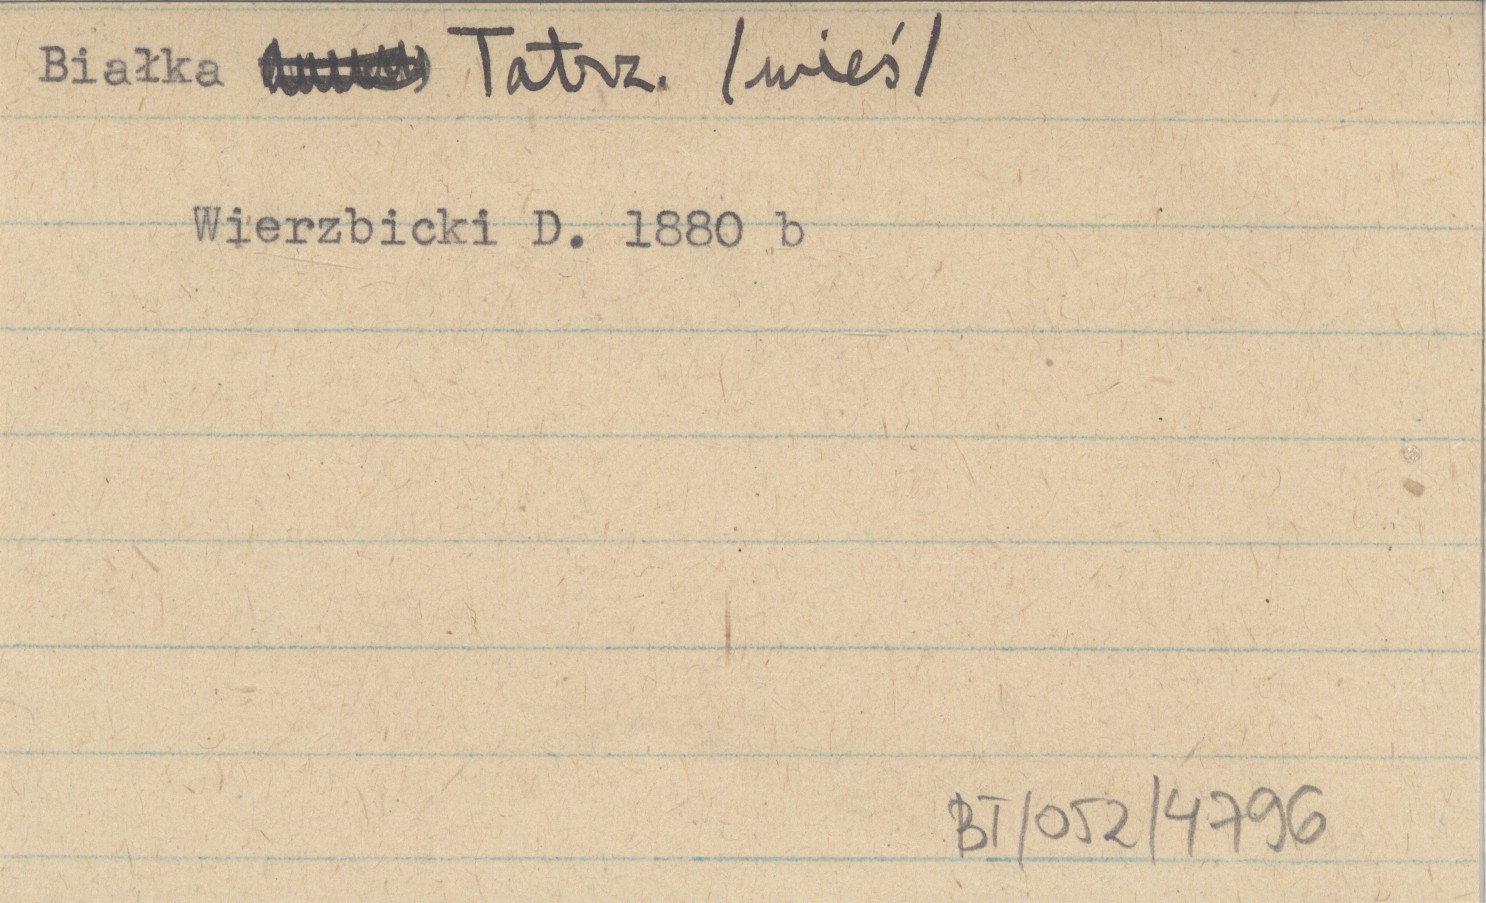 Białka Tatrz. /wieś/
Wierzbicki D. 1880 b
BT/052/4796